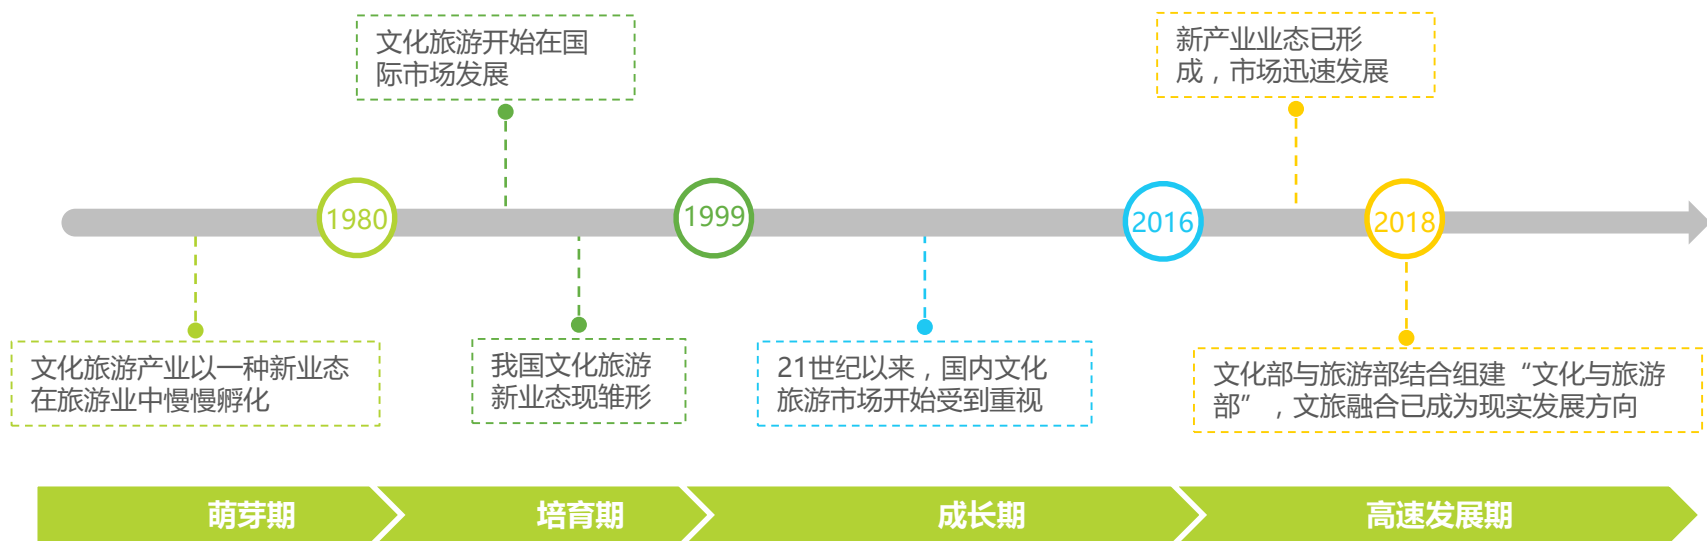 文化旅游开始在国
际市场发展
新产业业态已形
成，市场迅速发展
1980
1999
2016
2018
文化旅游产业以一种新业态
在旅游业中慢慢孵化
我国文化旅游
新业态现雏形
21世纪以来，国内文化
旅游市场开始受到重视
文化部与旅游部结合组建“文化与旅游
部”，文旅融合已成为现实发展方向
萌芽期
培育期
成长期
高速发展期